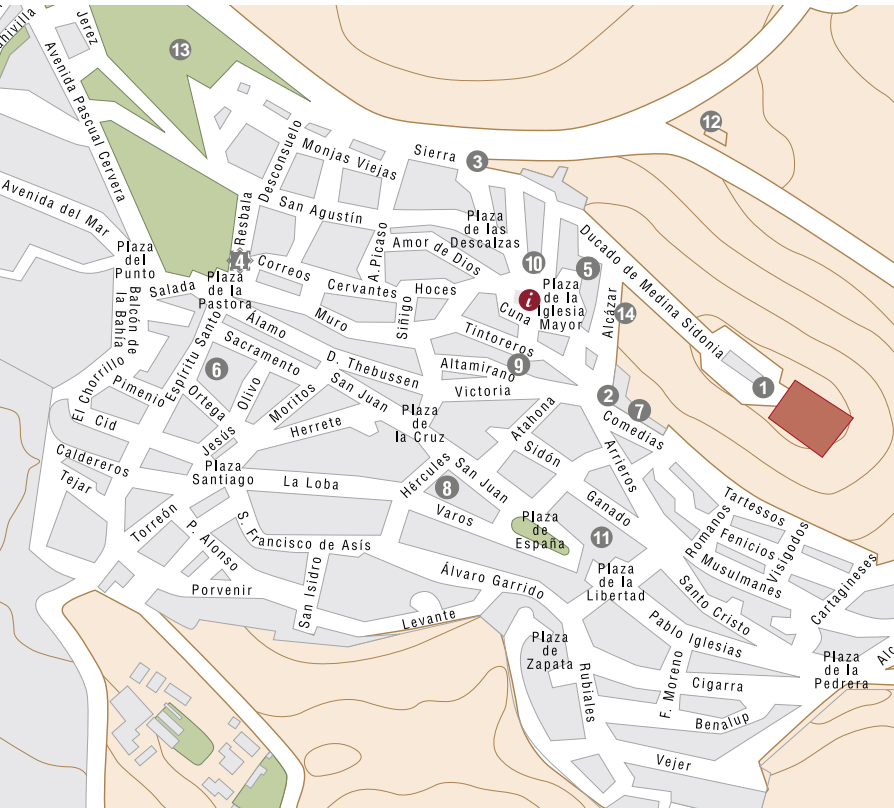 Jerez
Avenida Pascual Cervera
13
12
Desconsuelo
Monjas Viejas
Sierra
3
Avenida del Mar
Resbala
San Agustín
Plaza
de las
Descalzas
Ducado de Medina Sidonia
A.Picaso
Amor de Dios
Plaza
del
Punto
4
Correos
10
5
Salada
Plaza
de la
Pastora
Cervantes
Hoces
i
Plaza
de la
Iglesia
Mayor
Cuna
Alcázar
14
Balcón de
la Bahía
Espíritu Santo
Álamo
Muro
Siñigo
Tintoreros
Sacramento
D. Thebussen
Altamirano
9
6
San Juan
Victoria
1
El Chorrillo
Pimenio
Ortega
Olivo
Moritos
2
7
Cid
Jesús
Herrete
Plaza
de
la Cruz
Atahona
Comedias
Caldereros
Tejar
Plaza
Santiago
La Loba
Hércules
San Juan
Sidón
Arrieros
8
Varos
Ganado
Tartessos
Torreón
P. Alonso
S. Francisco de Asís
Plaza
de
España
11
Romanos
Fenicios
Visigodos
Musulmanes
Cartagineses
Porvenir
San Isidro
Álvaro Garrido
Plaza
de la
Libertad
Santo Cristo
Levante
Pablo Iglesias
Plaza
de
Zapata
Rubiales
F. Moreno
Cigarra
Plaza
de la
Pedrera
Benalup
Vejer